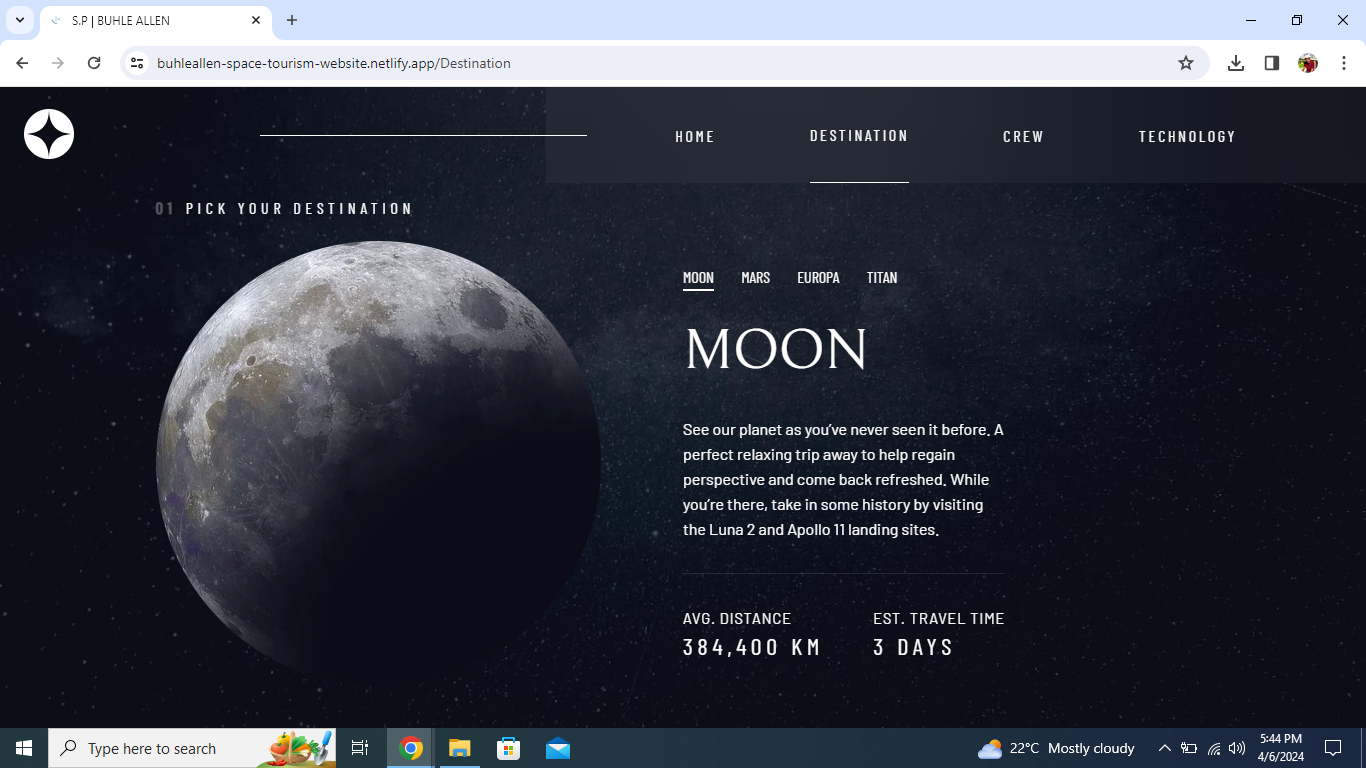 S.P | BUHLE ALLEN
buhleallen-space-tourism-website.netlify.app/Destination
HOME DESTINATION CREW TECHNOLOGY
01 PICK YOUR DESTINATION
MOON MARS EUROPA TITAN
MOON
See our planet as you’ve never seen it before. A
perfect relaxing trip away to help regain
perspective and come back refreshed. While
you’re there, take in some history by visiting
the Luna 2 and Apollo 11 landing sites.
AVG. DISTANCE EST. TRAVEL TIME
384,400 KM 3 DAYS
Type here to search
22°C Mostly cloudy
5:44 PM
4/6/2024